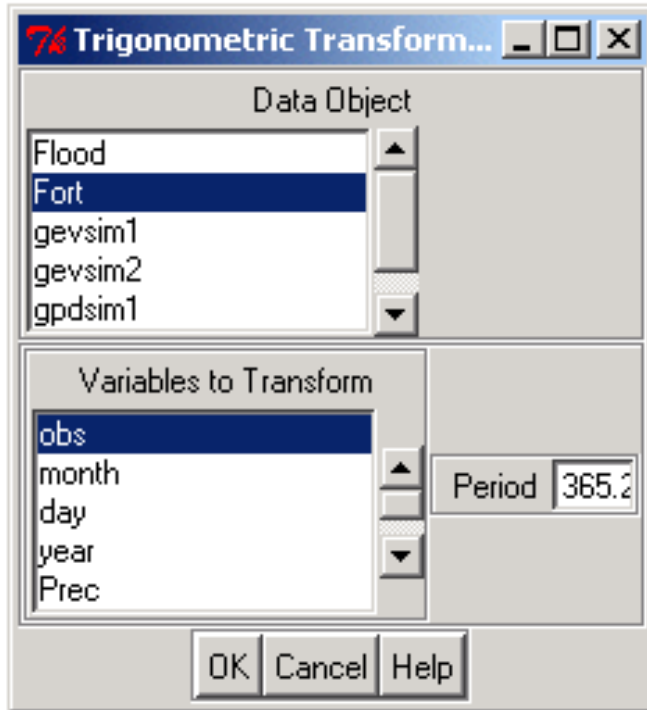 Trigonometric Transform...
Data Object
Flood
Fort
gevsim1
gevsim2
gpdsim1
Variables to Transform
obs
month
day
year
Prec
Period 365.2
OK Cancel Help